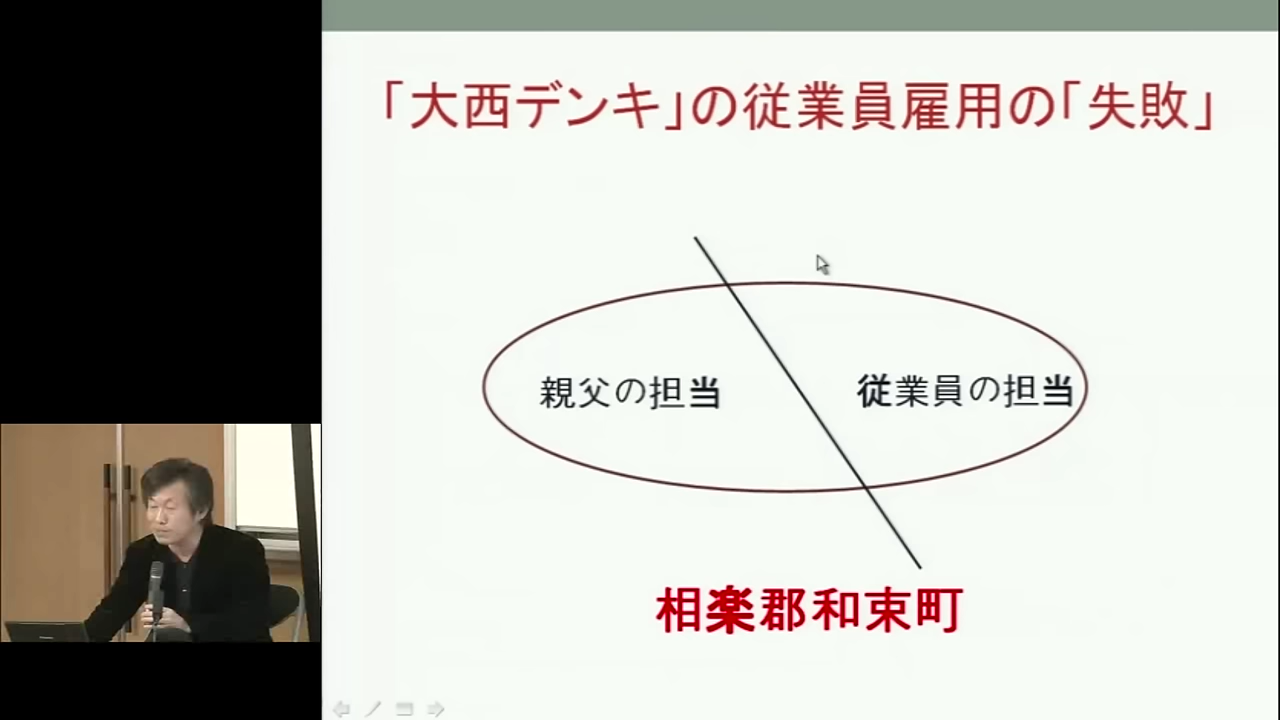 「大西デンキ」の従業員雇用の「失敗」
親父の担当
従業員の担当
相楽郡和束町